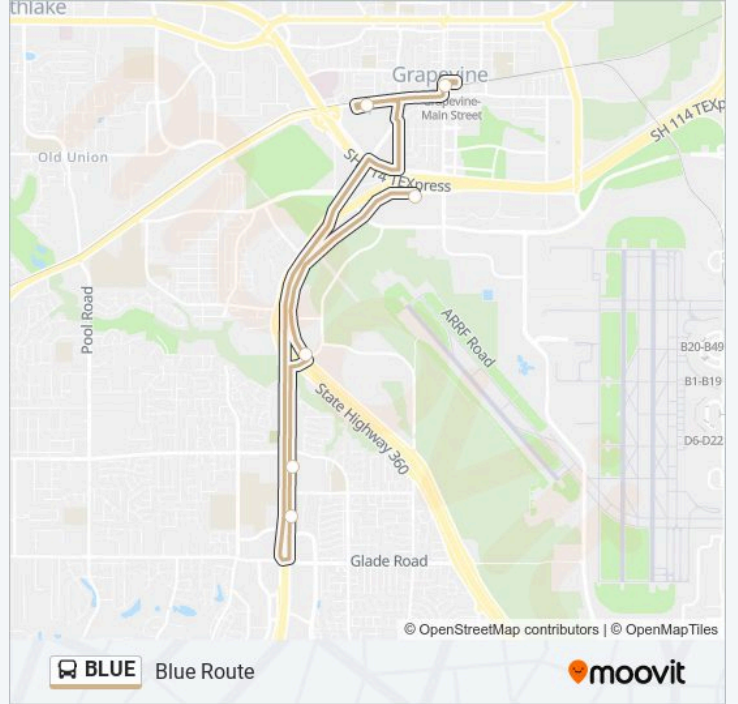 thlake
Grapevine
Grapevine-
Main Street
SH 114 TEXp
Old Union
SH 114 TEXpress
Pool Road
ARRF Road
B20-B49
B1-B19
State Highway 360
D6-D22
Glade Road
© OpenStreetMap contributors | © OpenMapTiles
BLUE Blue Route
moovit